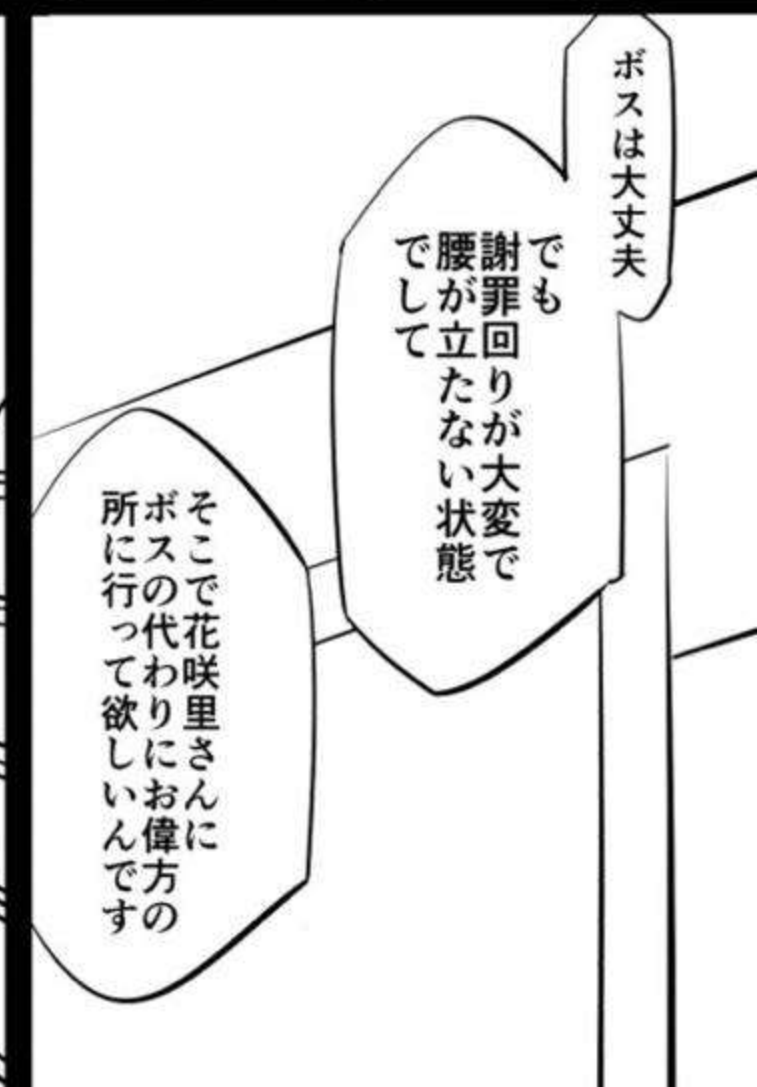 ボスは大丈夫
でも
謝罪回りが大変で
腰が立たない状態
でして
そこで花咲里さんに
ボスの代わりにお偉方の
所に行って欲しいんです